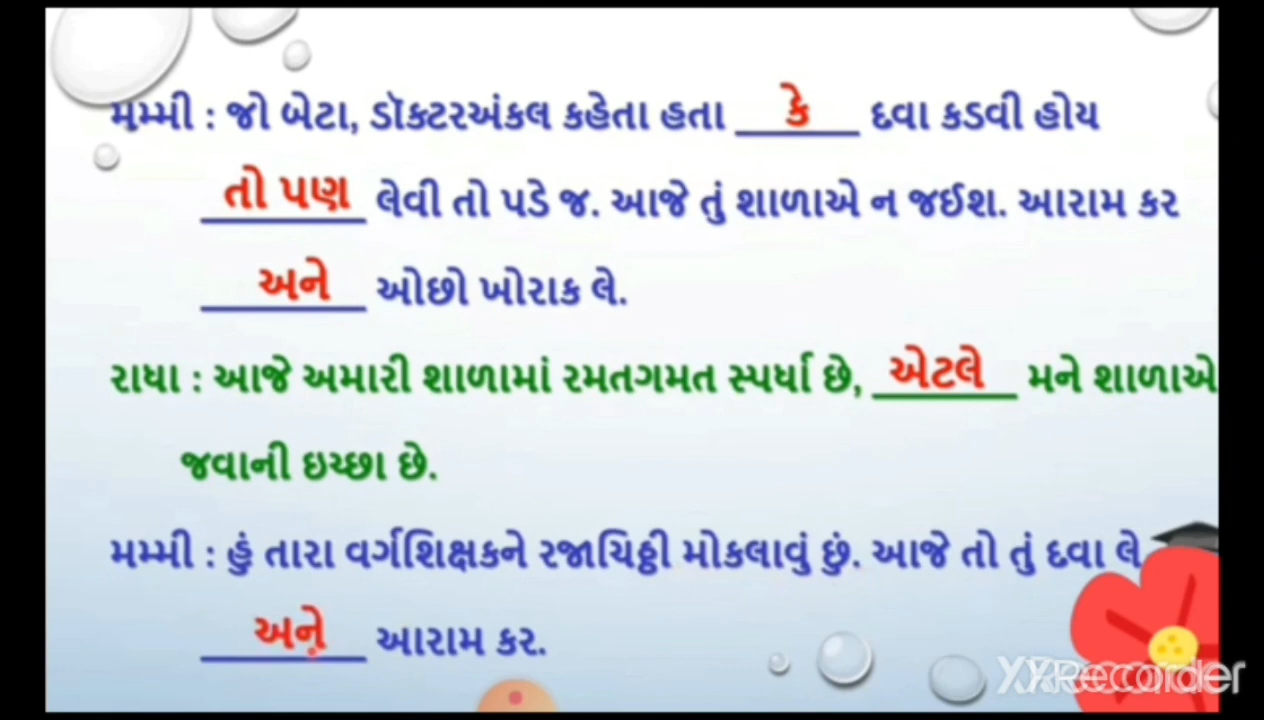 મમ્મી : જો બેટા, ડૉક્ટરઅંકલ કહેતા હતા કે દવા કડવી હોય
તો પણ લેવી તો પડે જ. આજે તું શાળાએ ન જઈશ. આરામ કર
અને ઓછો ખોરાક લે.
રાધા : આજે અમારી શાળામાં રમતગમત સ્પર્ધા છે, એટલે મને શાળાએ
જવાની ઇચ્છા છે.
મમ્મી : હું તારા વર્ગશિક્ષકને રજાચિઠ્ઠી મોકલાવું છું. આજે તો તું દવા લે
અને આરામ કર.
XRecorder